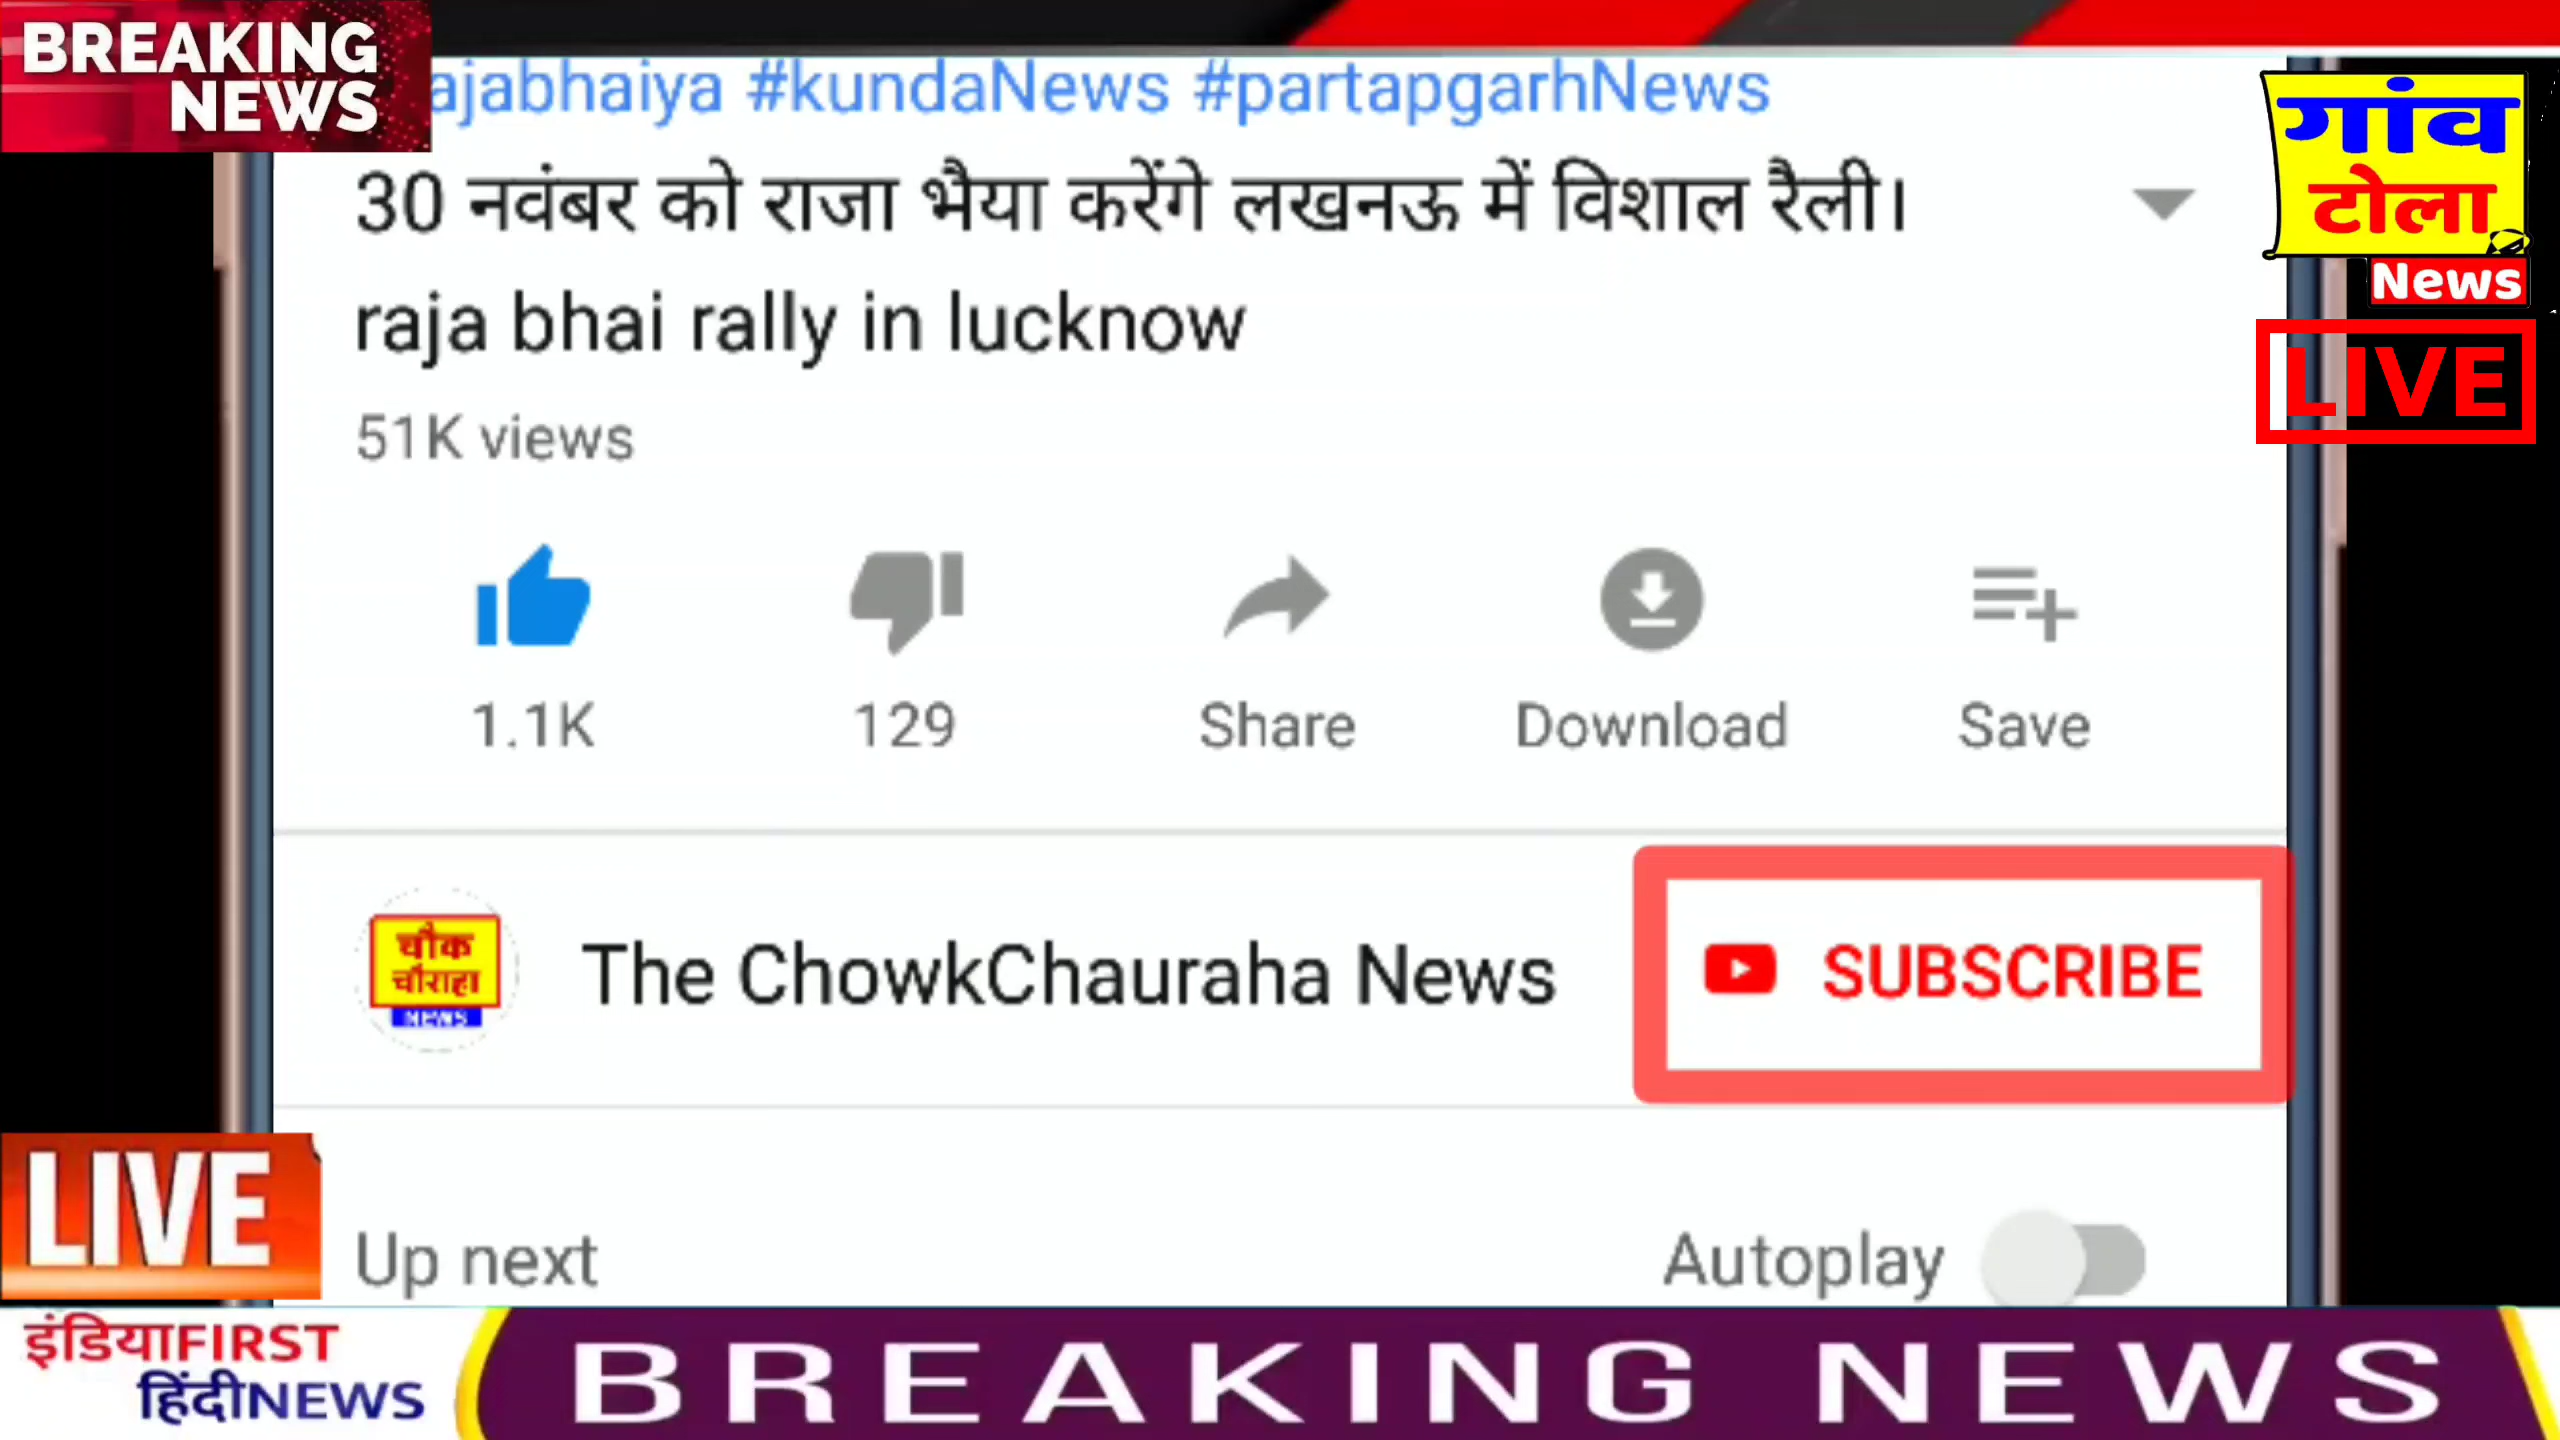 BREAKING
NEWS
ajabhaiya #kundaNews #partapgarhNews
30 नवंबर को राजा भैया करेंगे लखनऊ में विशाल रैली।
raja bhai rally in lucknow
51K views
गांव
टोला
News
LIVE
1.1K 129 Share Download Save
चौक
चौराहा
NEWS
The ChowkChauraha News
SUBSCRIBE
LIVE
Up next Autoplay
इंडियाFIRST
हिंदीNEWS
BREAKING NEWS